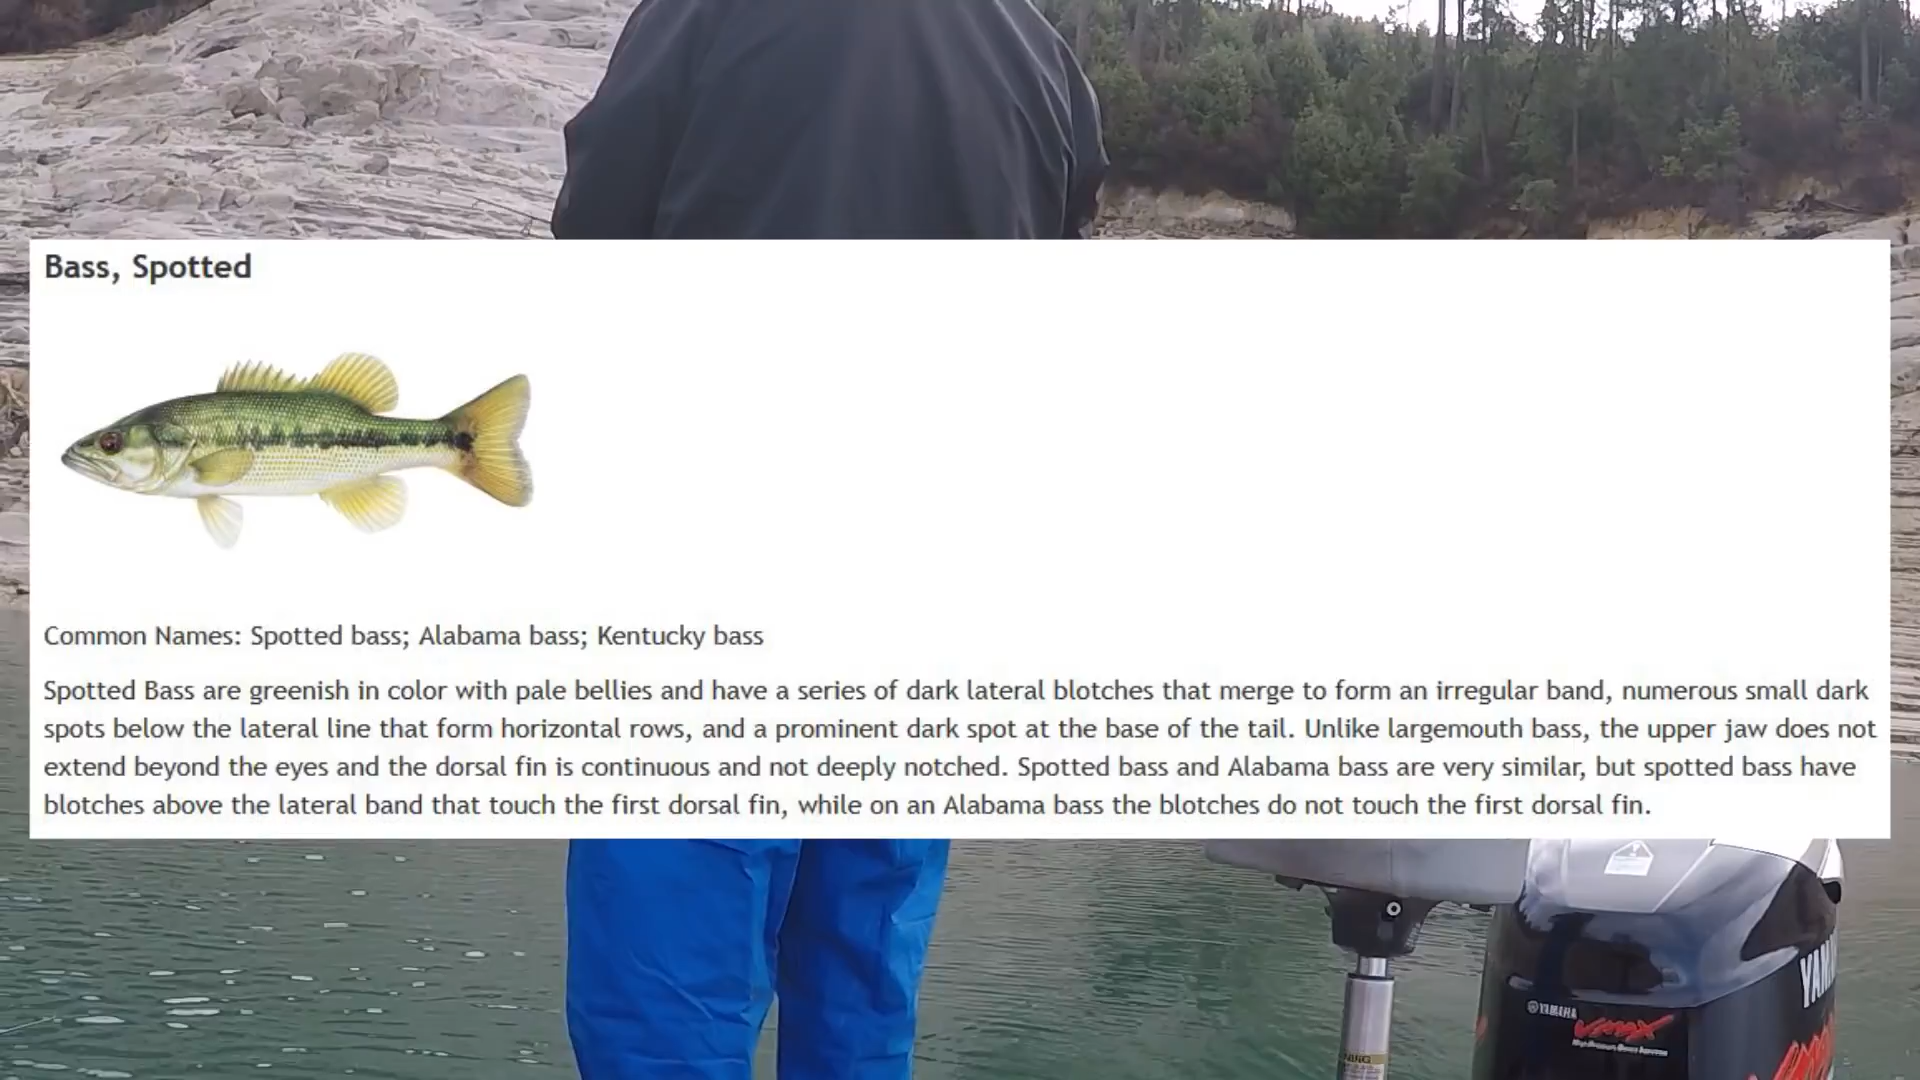 Bass, Spotted
Common Names: Spotted bass; Alabama bass; Kentucky bass
Spotted Bass are greenish in color with pale bellies and have a series of dark lateral blotches that merge to form an irregular band, numerous small dark
spots below the lateral line that form horizontal rows, and a prominent dark spot at the base of the tail. Unlike largemouth bass, the upper jaw does not
extend beyond the eyes and the dorsal fin is continuous and not deeply notched. Spotted bass and Alabama bass are very similar, but spotted bass have
blotches above the lateral band that touch the first dorsal fin, while on an Alabama bass the blotches do not touch the first dorsal fin.
YAMAHA